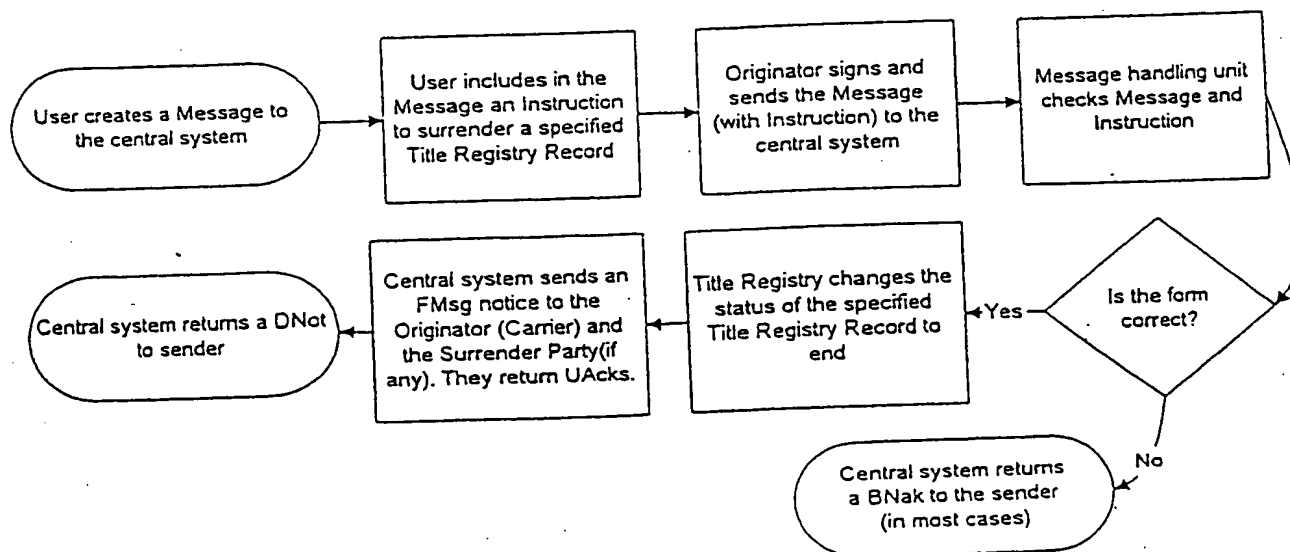 User creates a Message to
the central system
User includes in the
Message an Instruction
to surrender a specified
Title Registry Record
Originator signs and
sends the Message
(with Instruction) to the
central system
Message handling unit
checks Message and
Instruction
Is the form
correct?
Yes
Title Registry changes the
status of the specified
Title Registry Record to
end
Central system sends an
FMsg notice to the
Originator (Carrier) and
the Surrender Party(if
any). They return UAcks.
Central system returns a DNot
to sender
No
Central system returns
a BNak to the sender
(in most cases)